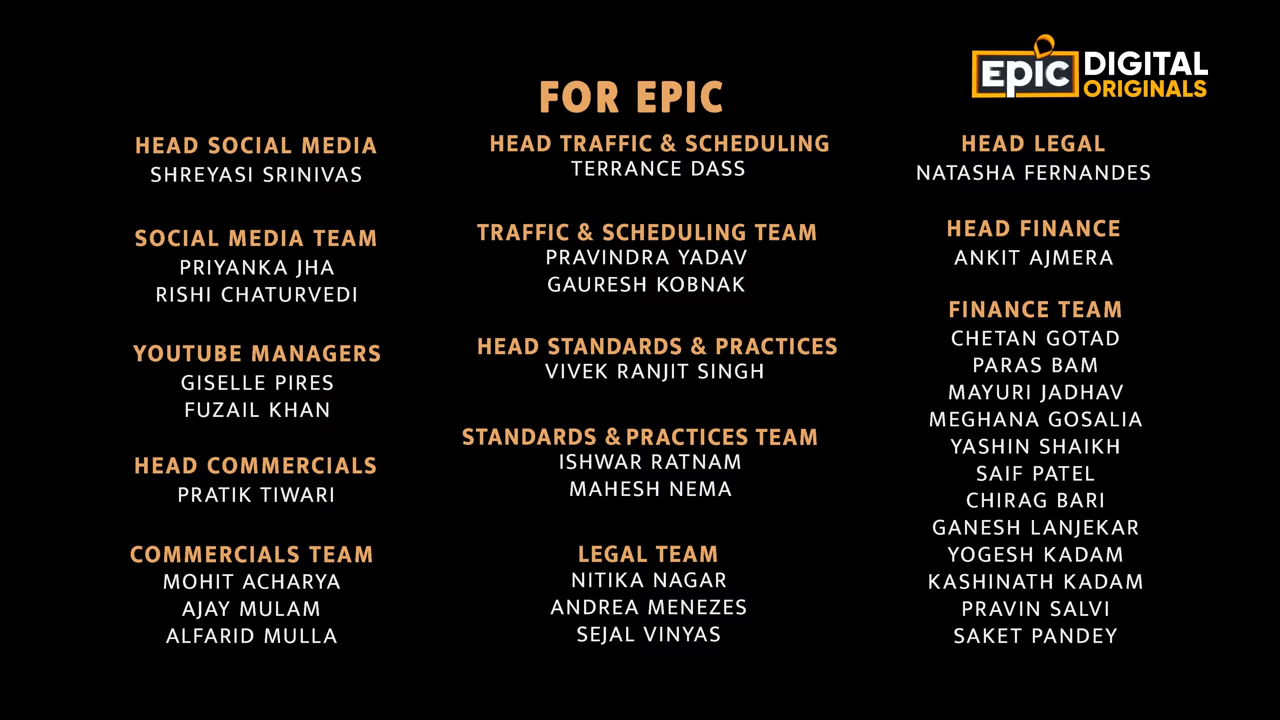 EPIC DIGITAL
ORIGINALS
FOR EPIC
HEAD SOCIAL MEDIA
SHREYASI SRINIVAS
SOCIAL MEDIA TEAM
PRIYANKA JHA
RISHI CHATURVEDI
YOUTUBE MANAGERS
GISELLE PIRES
FUZAIL KHAN
HEAD COMMERCIALS
PRATIK TIWARI
COMMERCIALS TEAM
MOHIT ACHARYA
AJAY MULAM
ALFARID MULLA
HEAD TRAFFIC & SCHEDULING
TERRANCE DASS
TRAFFIC & SCHEDULING TEAM
PRAVINDRA YADAV
GAURESH KOBNAK
HEAD STANDARDS & PRACTICES
VIVEK RANJIT SINGH
STANDARDS & PRACTICES TEAM
ISHWAR RATNAM
MAHESH NEMA
LEGAL TEAM
NITIKA NAGAR
ANDREA MENEZES
SEJAL VINYAS
HEAD LEGAL
NATASHA FERNANDES
HEAD FINANCE
ANKIT AJMERA
FINANCE TEAM
CHETAN GOTAD
PARAS BAM
MAYURI JADHAV
MEGHANA GOSALIA
YASHIN SHAIKH
SAIF PATEL
CHIRAG BARI
GANESH LANJEKAR
YOGESH KADAM
KASHINATH KADAM
PRAVIN SALVI
SAKET PANDEY